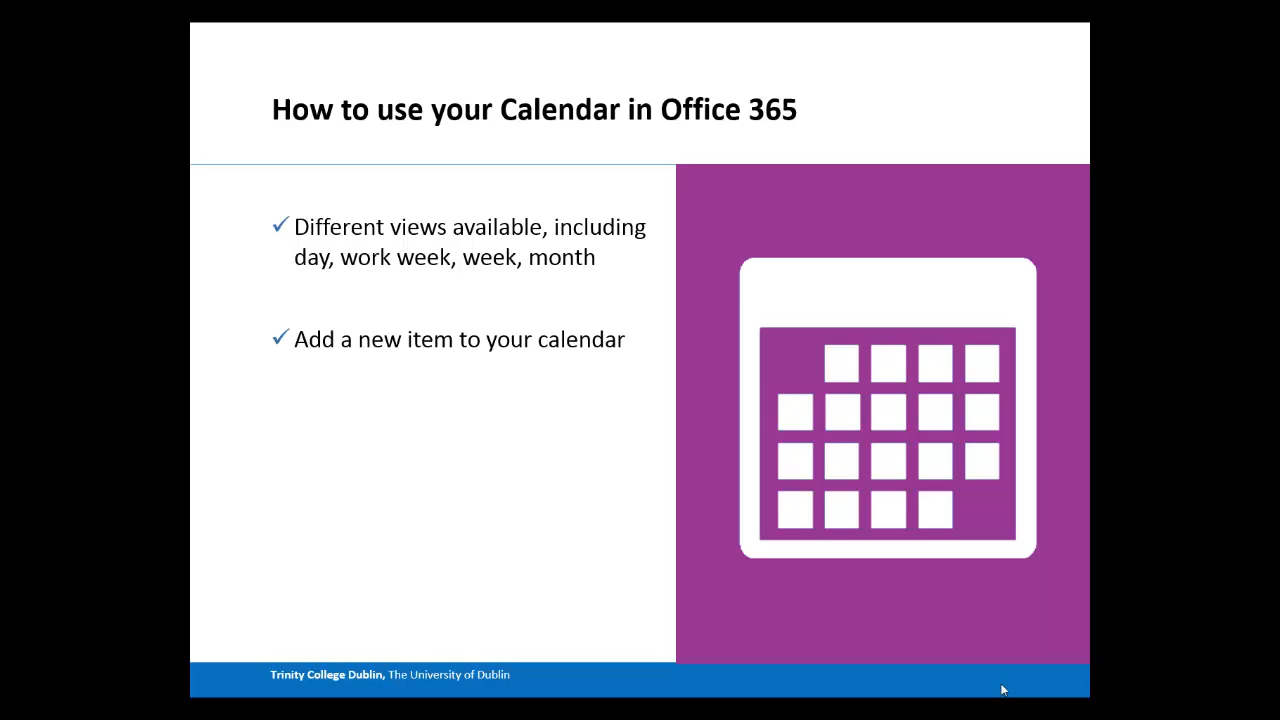 How to use your Calendar in Office 365
✓ Different views available, including
day, work week, week, month
✓ Add a new item to your calendar
Trinity College Dublin, The University of Dublin